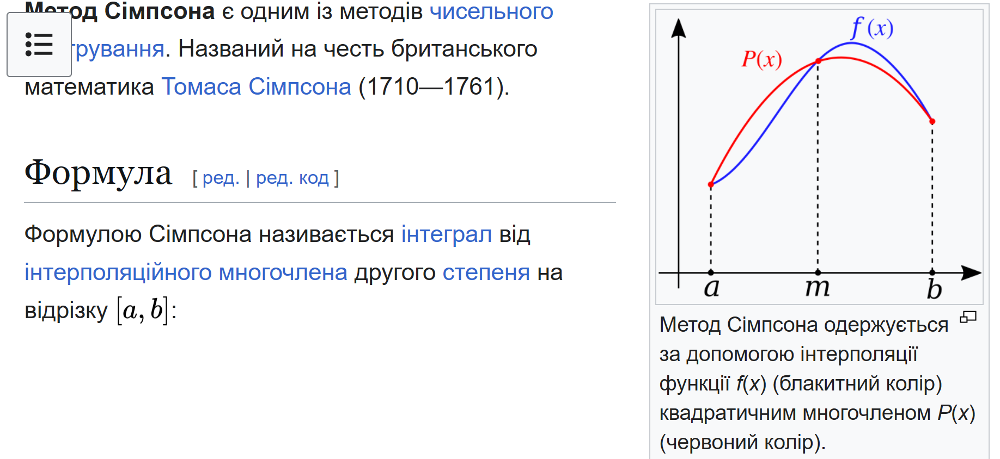 Метод Сімпсона є одним із методів чисельного
трування. Названий на честь британського
математика Томаса Сімпсона (1710—1761).
Формула [ ред. | ред. код ]
Формулою Сімпсона називається інтеграл від
інтерполяційного многочлена другого степеня на
відрізку [a, b]:
f (x)
P(x)
a m b
Метод Сімпсона одержується
за допомогою інтерполяції
функції f(x) (блакитний колір)
квадратичним многочленом P(x)
(червоний колір).